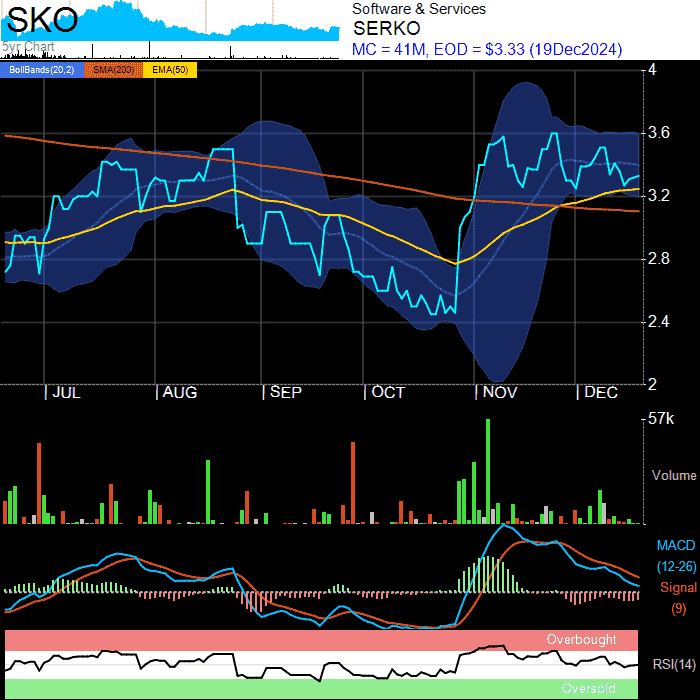 SKO
5yr Chart
Software & Services
SERKO
MC = 41M, EOD = $3.33 (19Dec2024)
BollBands(20,2) SMA(200) EMA(50)
4
3.6
3.2
2.8
2.4
2
| JUL | AUG | SEP | OCT | NOV | DEC
57k
Volume
MACD
(12-26)
Signal
(9)
Overbought
RSI(14)
Oversold